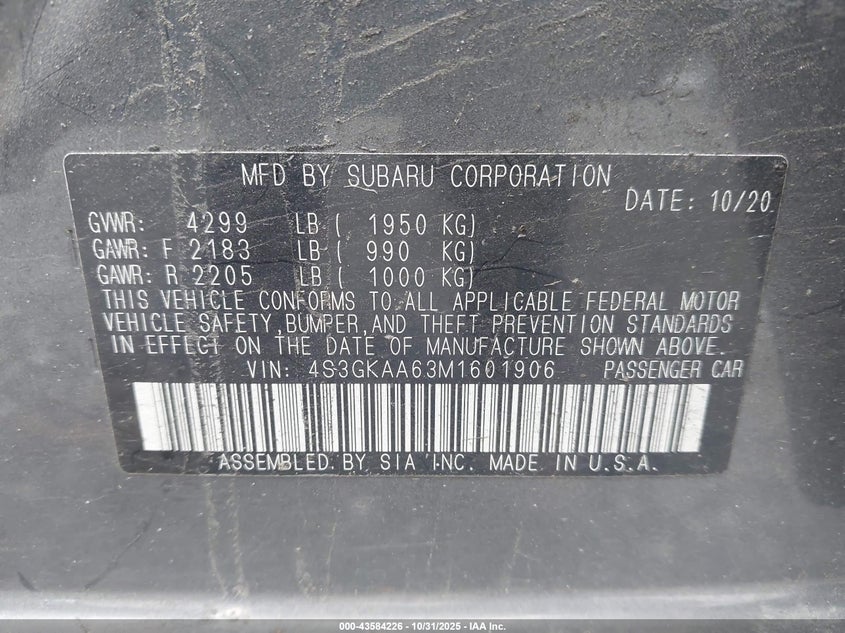 MFD BY SUBARU CORPORATION
DATE: 10/20
GVWR: 4299 LB ( 1950 KG)
GAWR: F 2183 LB ( 990 KG)
GAWR: R 2205 LB ( 1000 KG)
THIS VEHICLE CONFORMS TO ALL APPLICABLE FEDERAL MOTOR
VEHICLE SAFETY, BUMPER, AND THEFT PREVENTION STANDARDS
IN EFFECT ON THE DATE OF MANUFACTURE SHOWN ABOVE.
VIN: 4S3GKAA63M1601906 PASSENGER CAR
ASSEMBLED BY SIA INC. MADE IN U.S.A.
000-43584226 - 10/31/2025 - IAA Inc.